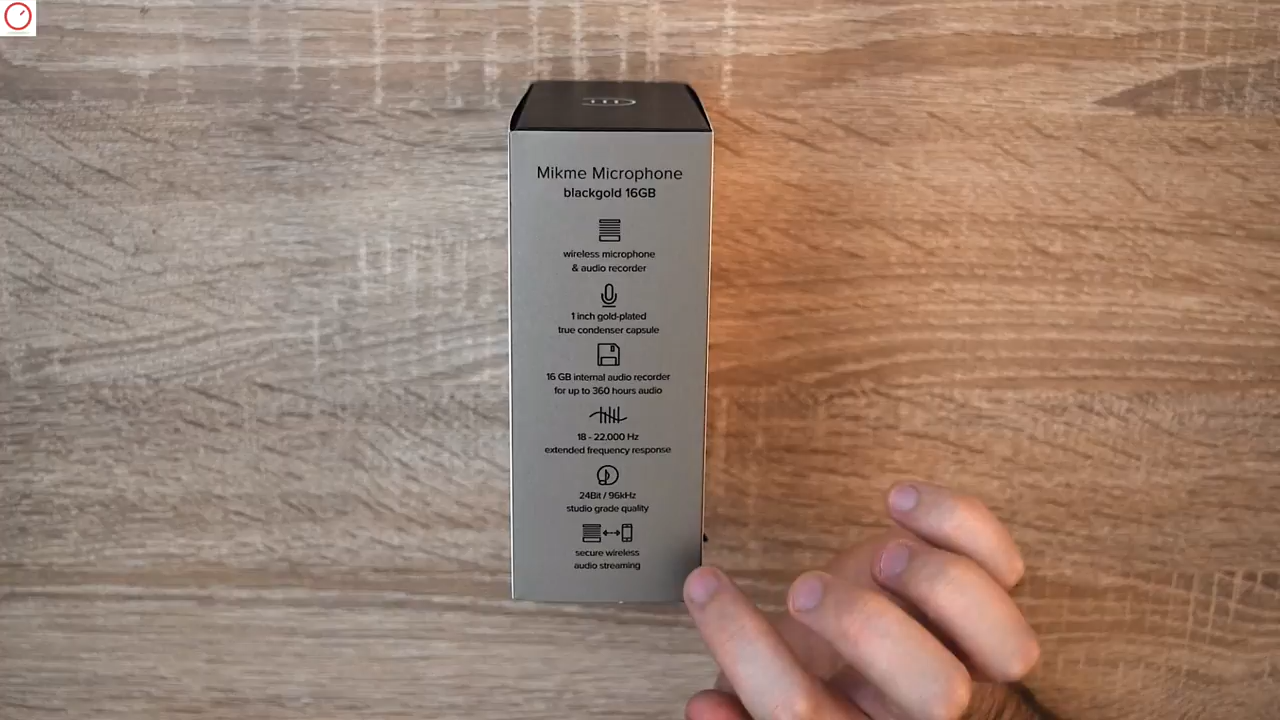 Mikme Microphone
blackgold 16GB
wireless microphone
& audio recorder
1 inch gold-plated
true condenser capsule
16 GB internal audio recorder
for up to 360 hours audio
18 - 22.000 Hz
extended frequency response
24Bit / 96kHz
studio grade quality
secure wireless
audio streaming